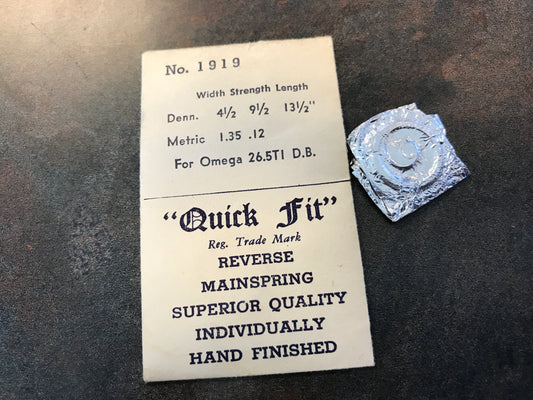 No. 1919
Width Strength Length
Denn. 4½ 9½ 13½"
Metric 1.35 .12
For Omega 26.5T1 D.B.
"Quick Fit"
Reg. Trade Mark
REVERSE
MAINSPRING
SUPERIOR QUALITY
INDIVIDUALLY
HAND FINISHED